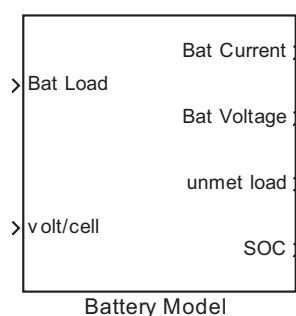 Bat Current
Bat Load
Bat Voltage
unmet load
volt/cell
SOC
Battery Model